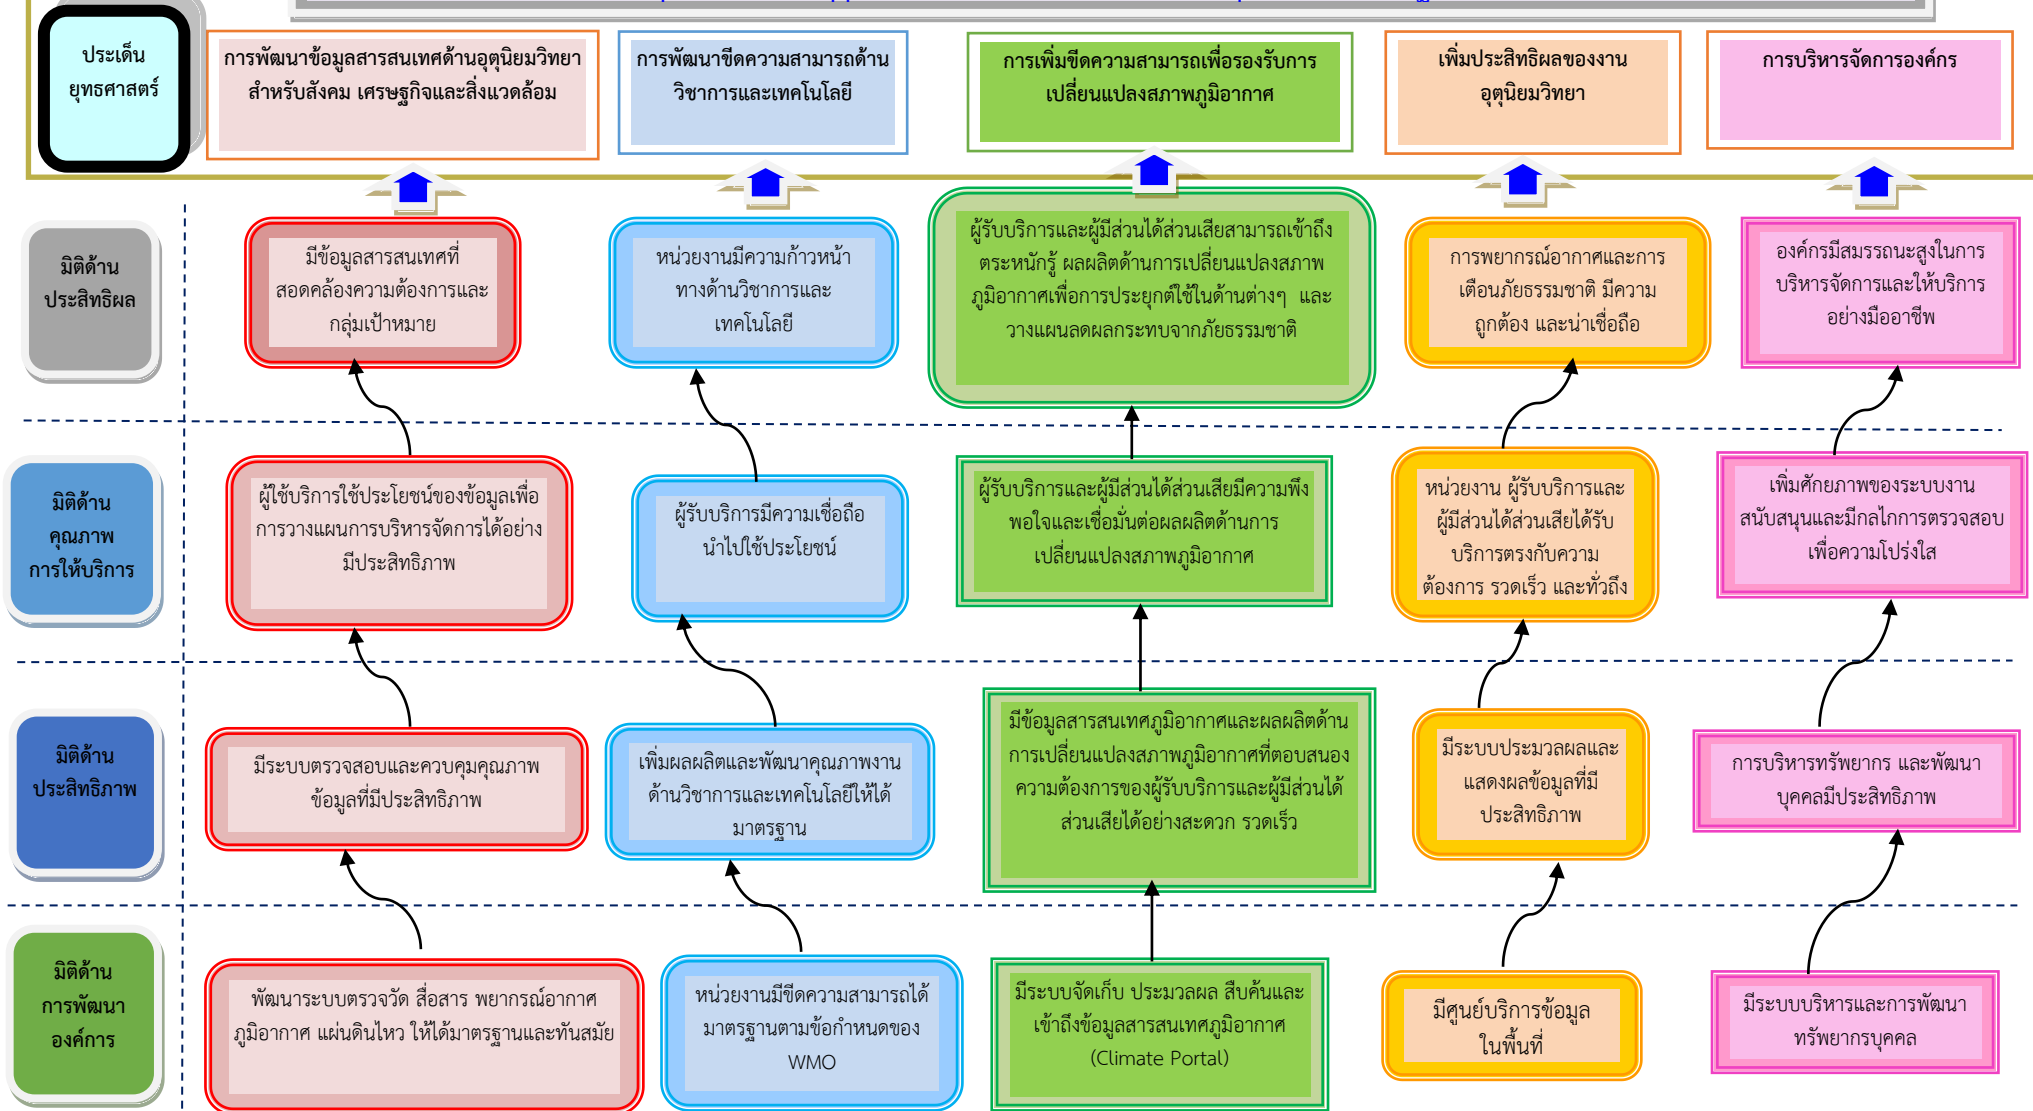 ประเด็น
ยุทธศาสตร์
การพัฒนาข้อมูลสารสนเทศด้านอุตุนิยมวิทยา
สำหรับสังคม เศรษฐกิจและสิ่งแวดล้อม
การพัฒนาขีดความสามารถด้าน
วิชาการและเทคโนโลยี
การเพิ่มขีดความสามารถเพื่อรองรับการ
เปลี่ยนแปลงสภาพภูมิอากาศ
เพิ่มประสิทธิผลของงาน
อุตุนิยมวิทยา
การบริหารจัดการองค์กร
มิติด้าน
ประสิทธิผล
มีข้อมูลสารสนเทศที่
สอดคล้องความต้องการและ
กลุ่มเป้าหมาย
หน่วยงานมีความก้าวหน้า
ทางด้านวิชาการและ
เทคโนโลยี
ผู้รับบริการและผู้มีส่วนได้ส่วนเสียสามารถเข้าถึง
ตระหนักรู้ ผลผลิตด้านการเปลี่ยนแปลงสภาพ
ภูมิอากาศเพื่อการประยุกต์ใช้ในด้านต่างๆ และ
วางแผนลดผลกระทบจากภัยธรรมชาติ
การพยากรณ์อากาศและการ
เตือนภัยธรรมชาติ มีความ
ถูกต้อง และน่าเชื่อถือ
องค์กรมีสมรรถนะสูงในการ
บริหารจัดการและให้บริการ
อย่างมืออาชีพ
มิติด้าน
คุณภาพ
การให้บริการ
ผู้ใช้บริการใช้ประโยชน์ของข้อมูลเพื่อ
การวางแผนการบริหารจัดการได้อย่าง
มีประสิทธิภาพ
ผู้รับบริการมีความเชื่อถือ
นำไปใช้ประโยชน์
ผู้รับบริการและผู้มีส่วนได้ส่วนเสียมีความพึง
พอใจและเชื่อมั่นต่อผลผลิตด้านการ
เปลี่ยนแปลงสภาพภูมิอากาศ
หน่วยงาน ผู้รับบริการและ
ผู้มีส่วนได้ส่วนเสียได้รับ
บริการตรงกับความ
ต้องการ รวดเร็ว และทั่วถึง
เพิ่มศักยภาพของระบบงาน
สนับสนุนและมีกลไกการตรวจสอบ
เพื่อความโปร่งใส
มิติด้าน
ประสิทธิภาพ
มีระบบตรวจสอบและควบคุมคุณภาพ
ข้อมูลที่มีประสิทธิภาพ
เพิ่มผลผลิตและพัฒนาคุณภาพงาน
ด้านวิชาการและเทคโนโลยีให้ได้
มาตรฐาน
มีข้อมูลสารสนเทศภูมิอากาศและผลผลิตด้าน
การเปลี่ยนแปลงสภาพภูมิอากาศที่ตอบสนอง
ความต้องการของผู้รับบริการและผู้มีส่วนได้
ส่วนเสียได้อย่างสะดวก รวดเร็ว
มีระบบประมวลผลและ
แสดงผลข้อมูลที่มี
ประสิทธิภาพ
การบริหารทรัพยากร และพัฒนา
บุคคลมีประสิทธิภาพ
มิติด้าน
การพัฒนา
องค์การ
พัฒนาระบบตรวจวัด สื่อสาร พยากรณ์อากาศ
ภูมิอากาศ แผ่นดินไหว ให้ได้มาตรฐานและทันสมัย
หน่วยงานมีขีดความสามารถได้
มาตรฐานตามข้อกำหนดของ
WMO
มีระบบจัดเก็บ ประมวลผล สืบค้นและ
เข้าถึงข้อมูลสารสนเทศภูมิอากาศ
(Climate Portal)
มีศูนย์บริการข้อมูล
ในพื้นที่
มีระบบบริหารและการพัฒนา
ทรัพยากรบุคคล